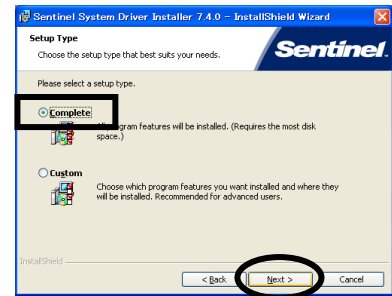 Sentinel System Driver Installer 7.4.0 - InstallShield Wizard
Setup Type
Choose the setup type that best suits your needs.
Sentinel.
Please select a setup type.
Complete
program features will be installed. (Requires the most disk
space.)
Custom
Choose which program features you want installed and where they
will be installed. Recommended for advanced users.
InstallShield
< Back
Next >
Cancel